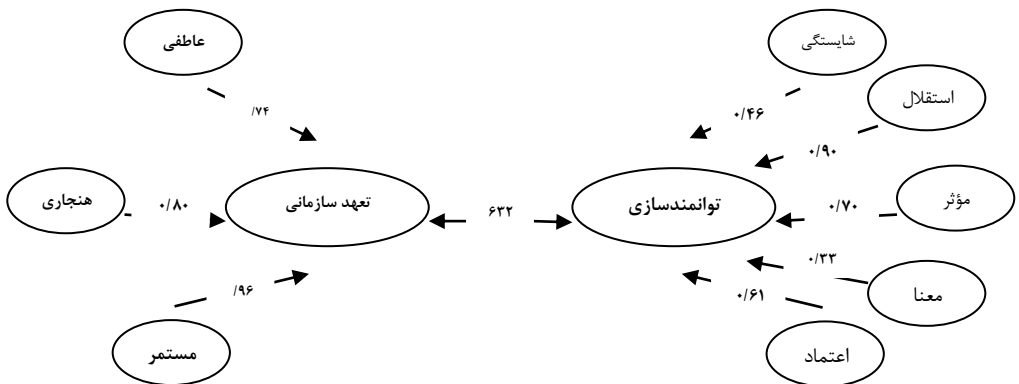 شایستگی
عاطفی
استقلال
۰/۴۶
/۷۴
۰/۹۰
مؤثر
توانمندسازی
تعهد سازمانی
هنجاری
۰/۷۰
۶۳۲
۰/۸۰
۰/۳۳
معنا
۰/۶۱
/۹۶
اعتماد
مستمر